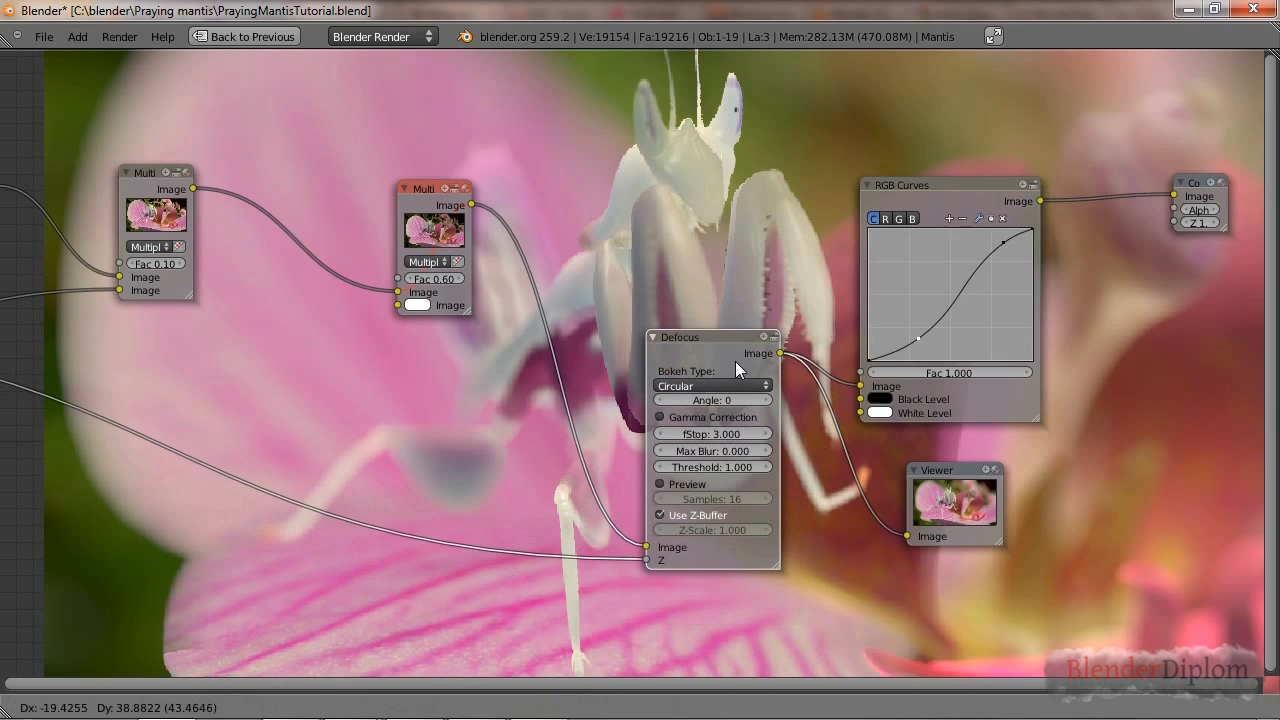 Blender* [C:\blender\Praying mantis\PrayingMantisTutorial.blend]
File Add Render Help Back to Previous Blender Render blender.org 259.2 | Ve:19154 | Fa:19216 | Ob:1-19 | La:3 | Mem:282.13M (470.08M) | Mantis
Multi
Image
Multipl
Fac 0.10
Image
Image
Multi
Image
Multipl
Fac 0.60
Image
Image
Defocus
Image
Bokeh Type:
Circular
Angle: 0
Gamma Correction
fStop: 3.000
Max Blur: 0.000
Threshold: 1.000
Preview
Samples: 16
Use Z-Buffer
Z-Scale: 1.000
Image
Z
RGB Curves
Image
C R G B
Fac 1.000
Image
Black Level
White Level
Co
Image
Alph
Z 1.
Viewer
Image
BlenderDiplom
Dx: -19.4255 Dy: 38.8822 (43.4646)